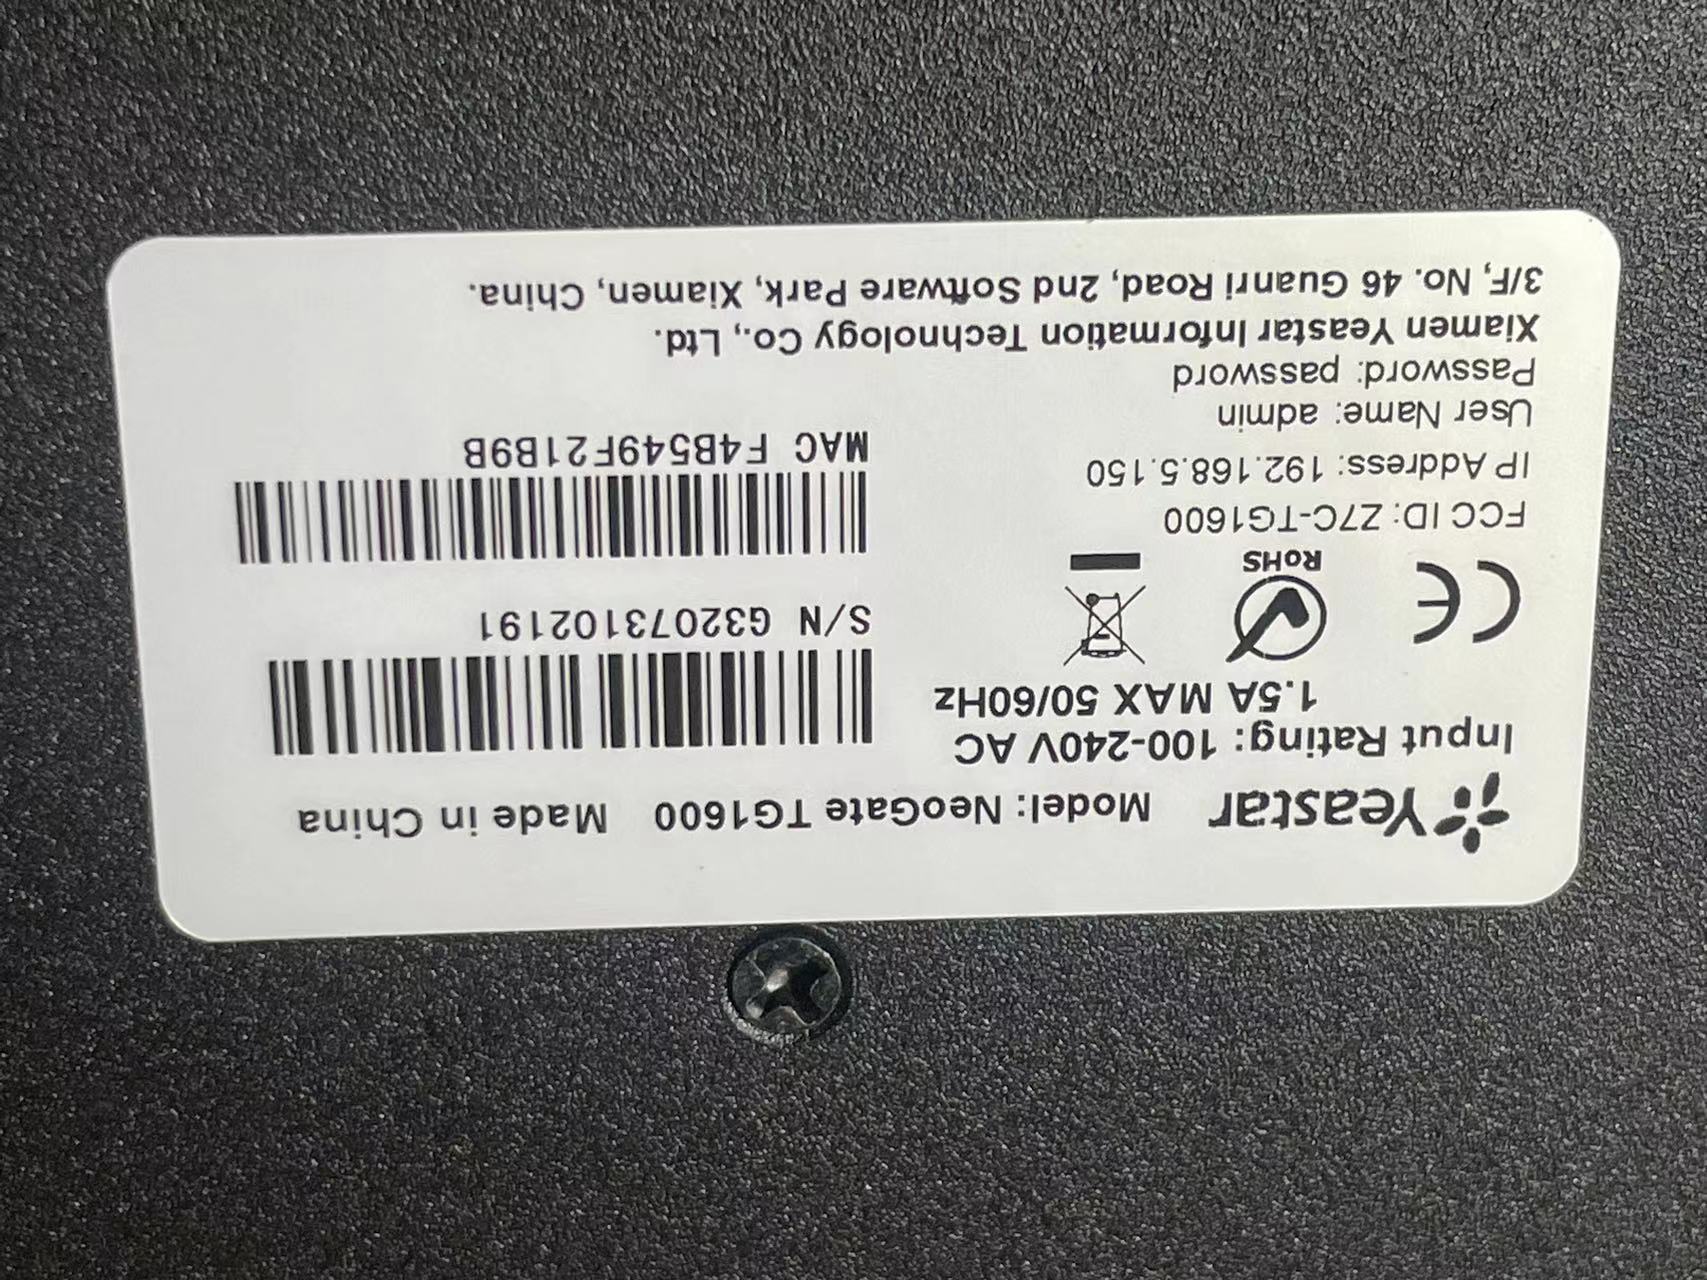 Yeastar Model: NeoGate TG1600 Made in China
Input Rating: 100-240V AC
1.5A MAX 50/60Hz
CE
RoHS
FCC ID: Z7C-TG1600
IP Address: 192.168.5.150
User Name: admin
Password: password
S/N G32073102191
MAC F4B549F21B9B
Xiamen Yeastar Information Technology Co., Ltd.
3/F, No. 46 Guanri Road, 2nd Software Park, Xiamen, China.